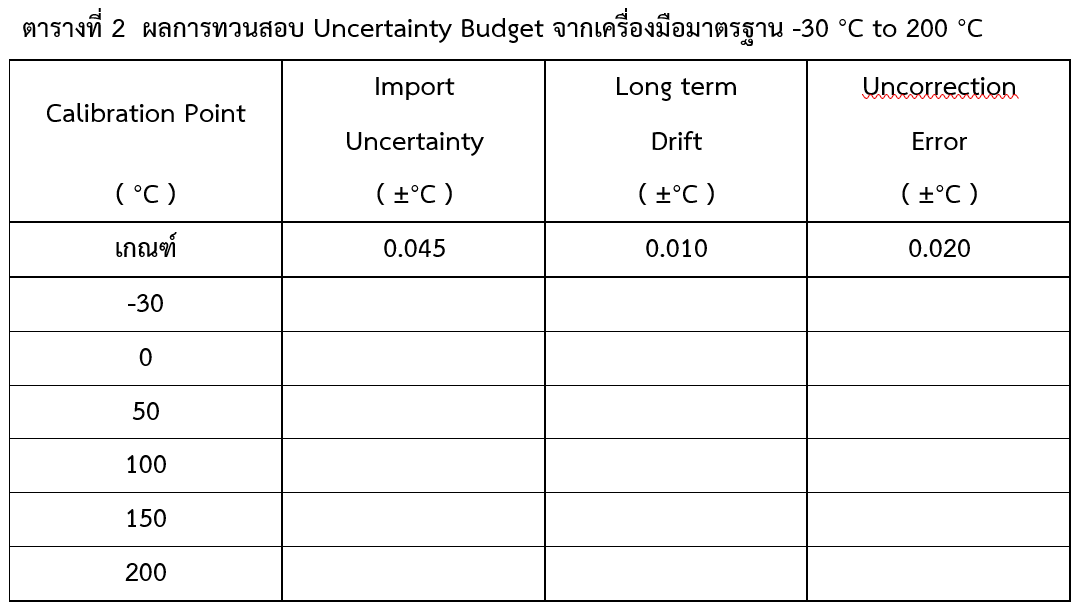 ตารางที่ 2 ผลการทวนสอบ Uncertainty Budget จากเครื่องมือมาตรฐาน -30 °C to 200 °C
Calibration Point
( °C )
Import
Uncertainty
( ±°C )
Long term
Drift
( ±°C )
Uncorrection
Error
( ±°C )
เกณฑ์ 0.045 0.010 0.020
-30
0
50
100
150
200